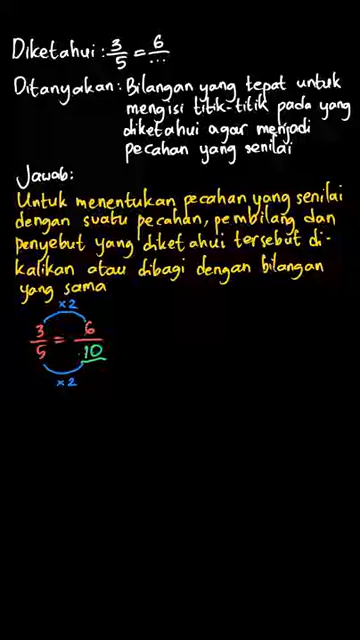 Diketahui : 3/5 = 6/...
Ditanyakan : Bilangan yang tepat untuk
mengisi titik-titik pada yang
diketahui agar menjadi
pecahan yang senilai
Jawab:
Untuk menentukan pecahan yang senilai
dengan suatu pecahan, pembilang dan
penyebut yang diketahui tersebut di-
kalikan atau dibagi dengan bilangan
yang sama
×2
3/5 = 6/10
×2